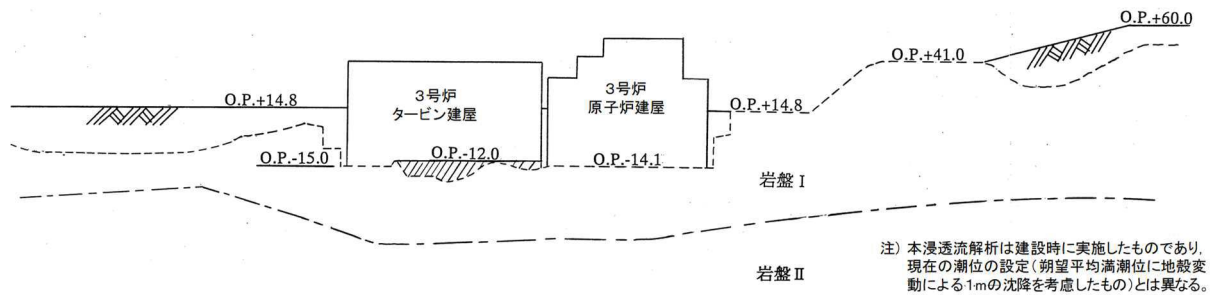 O.P.+60.0
O.P.+41.0
O.P.+14.8
3号炉
タービン建屋
3号炉
原子炉建屋
O.P.+14.8
O.P.-15.0
O.P.-12.0
O.P.-14.1
岩盤Ⅰ
岩盤Ⅱ
注) 本浸透流解析は建設時に実施したものであり,
現在の潮位の設定(朔望平均満潮位に地殻変
動による1mの沈降を考慮したもの)とは異なる。